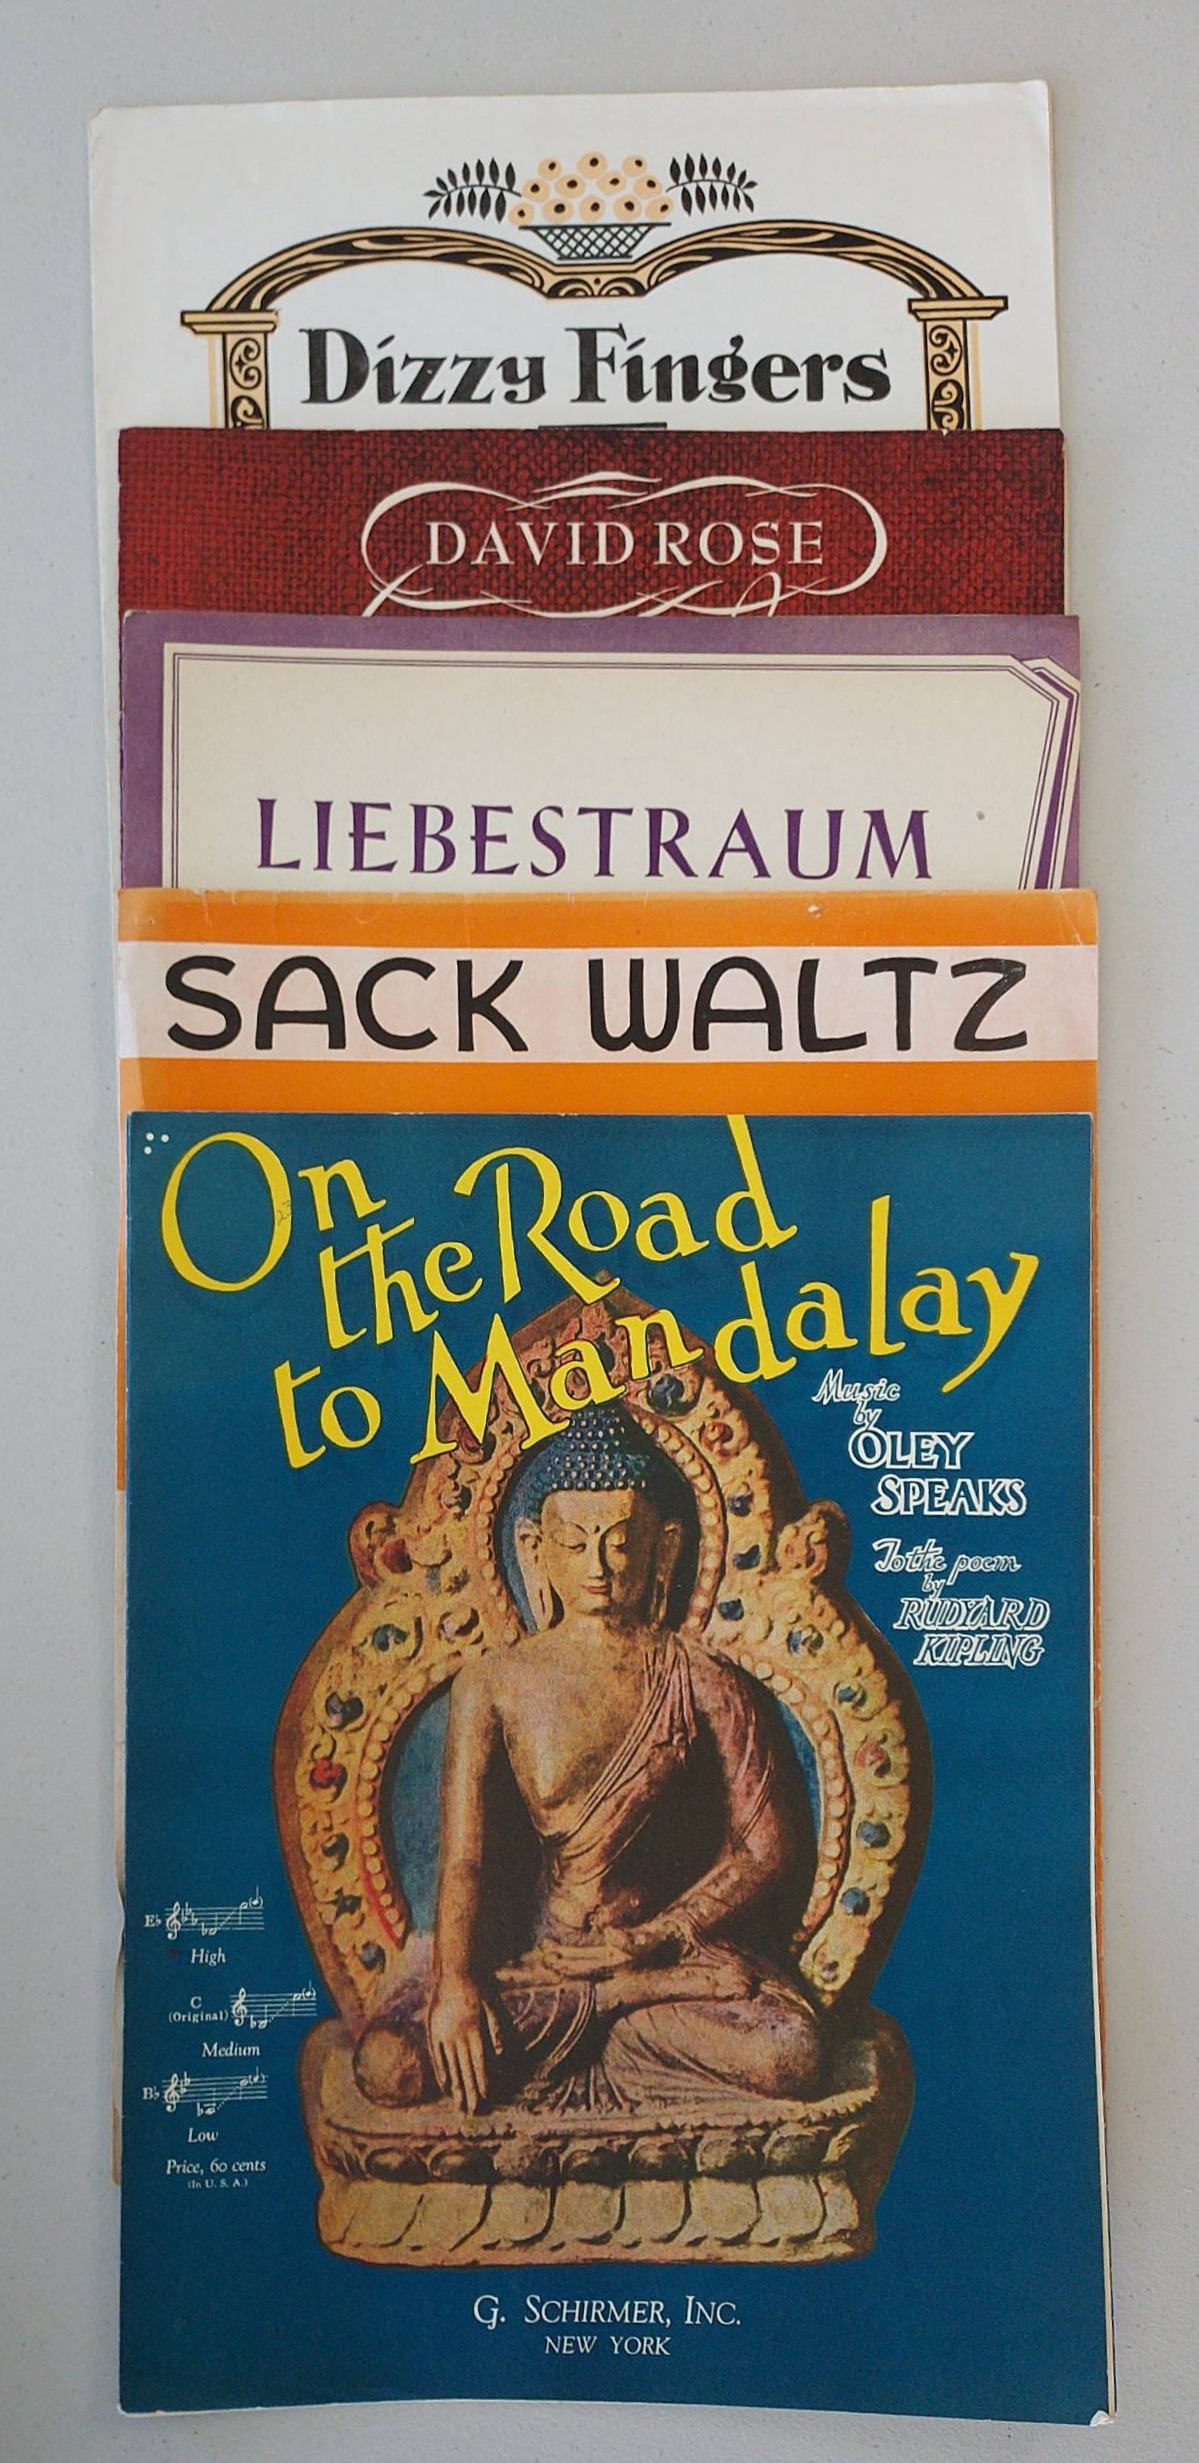 Dizzy Fingers
DAVID ROSE
LIEBESTRAUM
SACK WALTZ
On
the Road
to Mandalay
Music
by
OLEY
SPEAKS
To the poem
by
RUDYARD
KIPLING
E♭
High
C
(Original)
Medium
B♭
Low
Price, 60 cents
(In U. S. A.)
G. SCHIRMER, INC.
NEW YORK